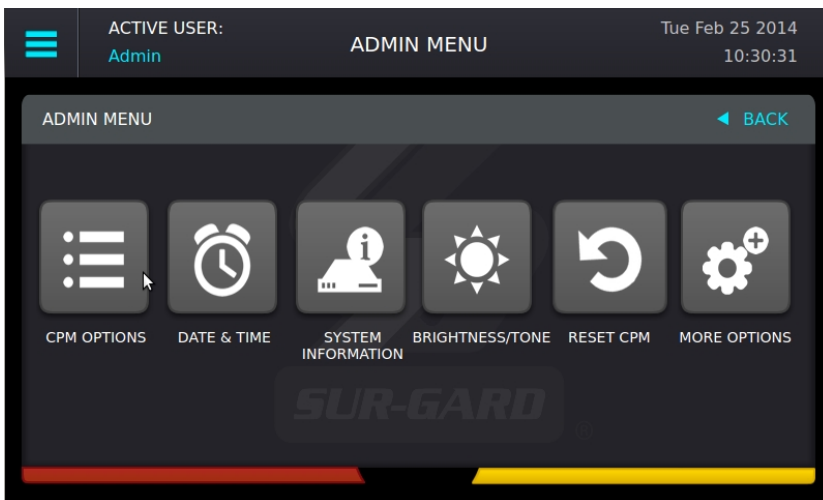 ACTIVE USER:
Admin
ADMIN MENU
Tue Feb 25 2014
10:30:31
ADMIN MENU
BACK
CPM OPTIONS
DATE & TIME
SYSTEM
INFORMATION
BRIGHTNESS/TONE
RESET CPM
MORE OPTIONS
SUR-GARD
®